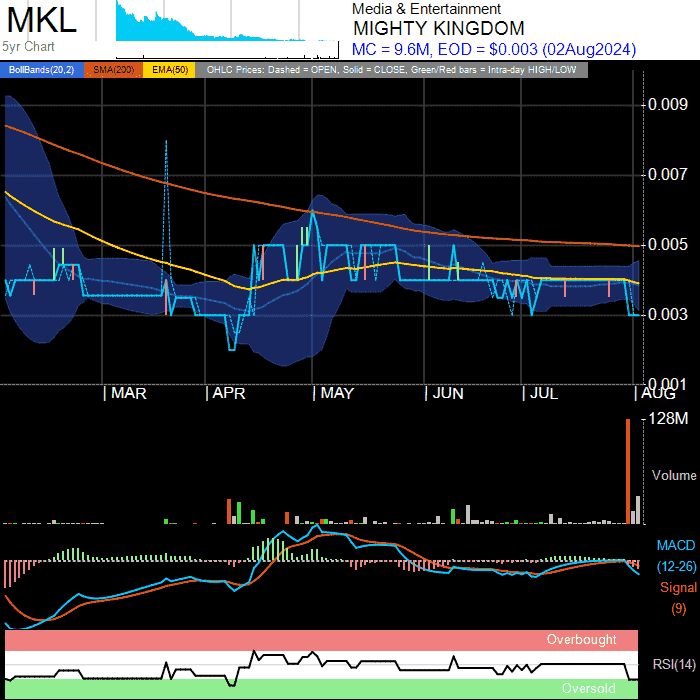 MKL
Media & Entertainment
MIGHTY KINGDOM
5yr Chart
MC = 9.6M, EOD = $0.003 (02Aug2024)
BollBands(20,2) SMA(200) EMA(50) OHLC Prices: Dashed = OPEN, Solid = CLOSE, Green/Red bars = Intra-day HIGH/LOW
0.009
0.007
0.005
0.003
0.001
MAR APR MAY JUN JUL AUG
128M
Volume
MACD
(12-26)
Signal
(9)
Overbought
RSI(14)
Oversold